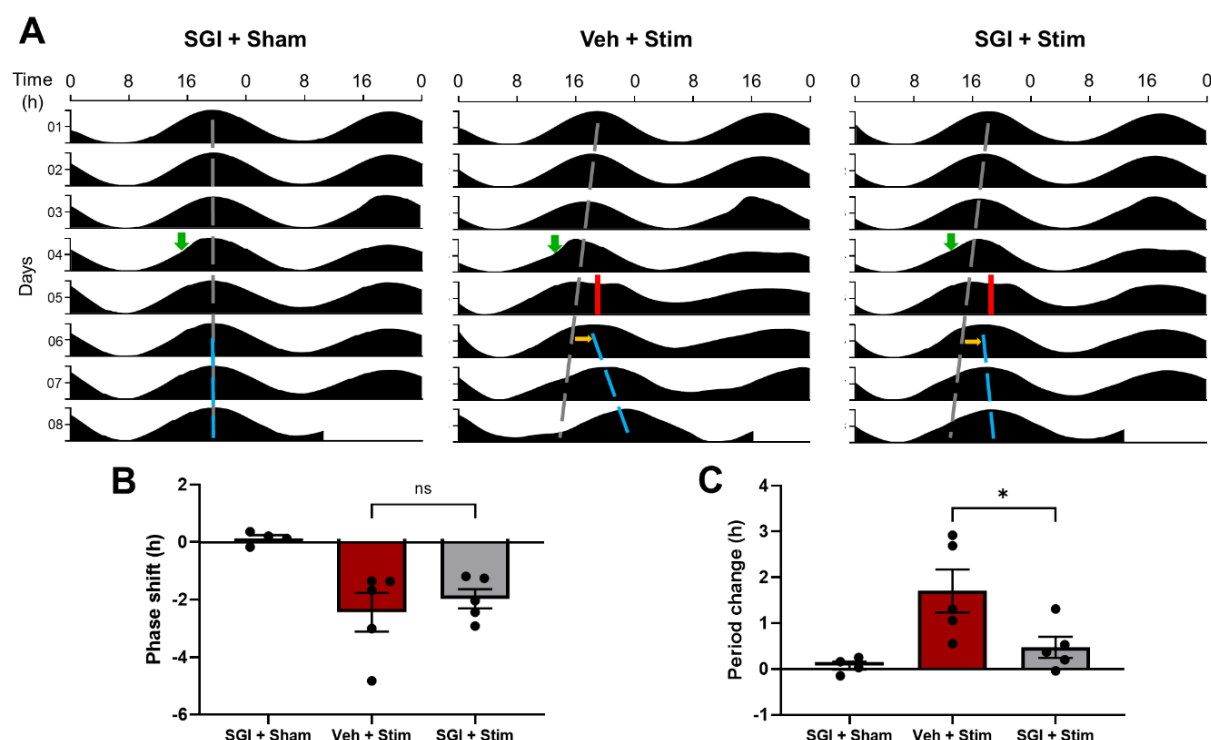 A
SGI + Sham
Veh + Stim
SGI + Stim
Time
(h)
0 8 16 0 8 16 0
0 8 16 0 8 16 0
0 8 16 0 8 16 0
Days
01
02
03
04
05
06
07
08
B
Phase shift (h)
2
0
-2
-4
-6
ns
SGI + Sham
Veh + Stim
SGI + Stim
C
Period change (h)
4
3
2
1
0
-1
*
SGI + Sham
Veh + Stim
SGI + Stim